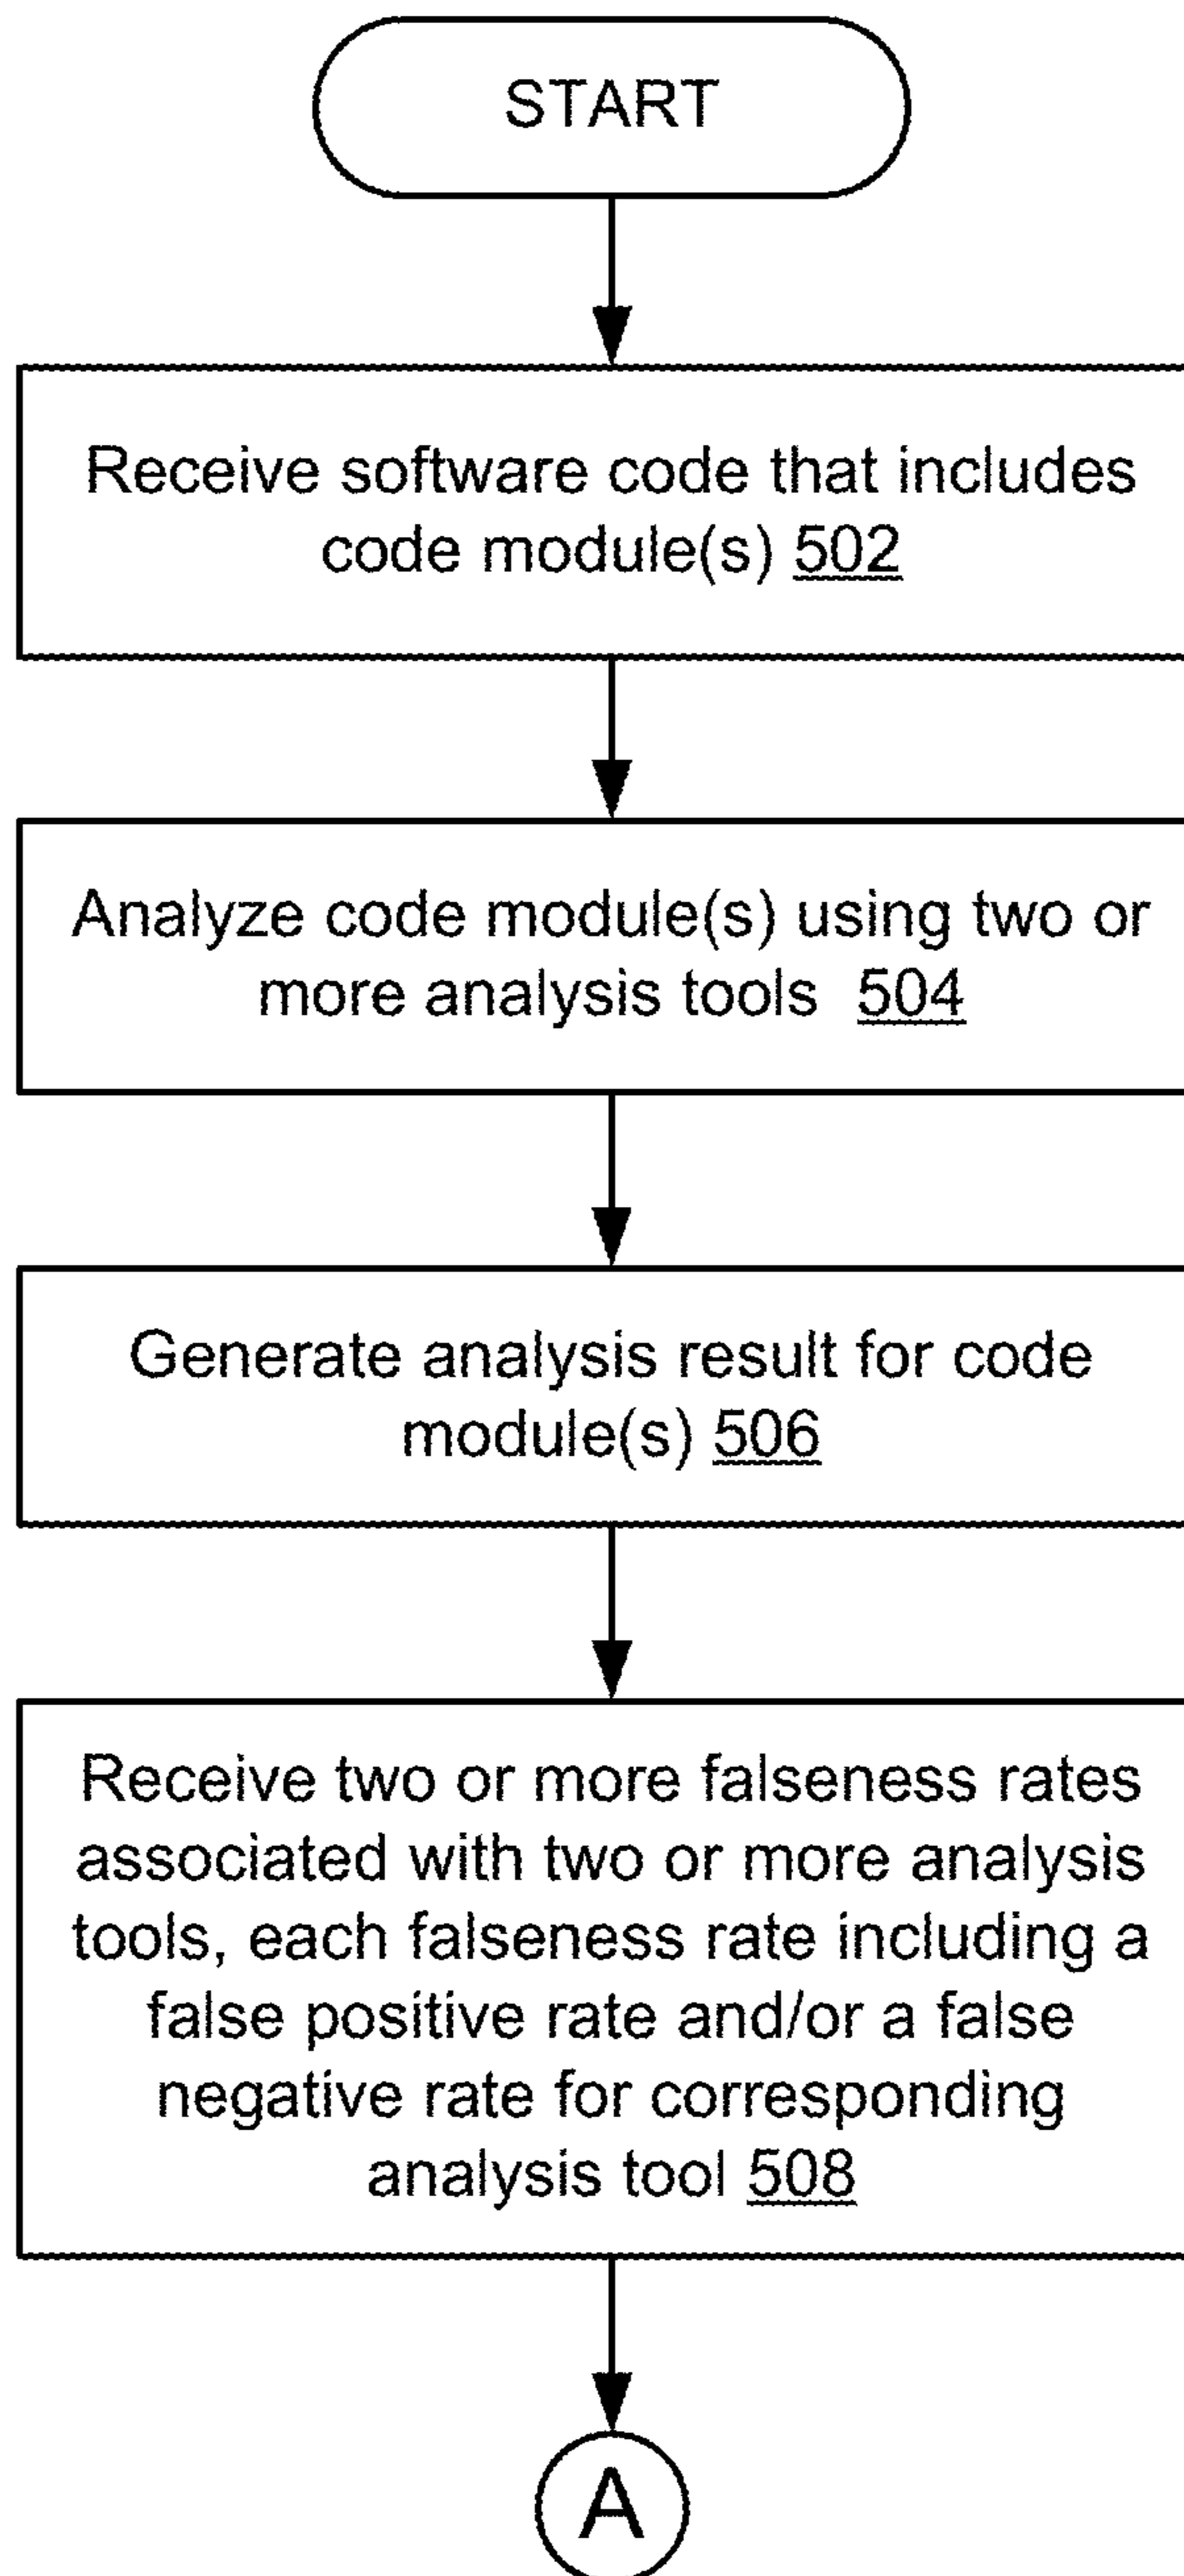 START
Receive software code that includes
code module(s) 502
Analyze code module(s) using two or
more analysis tools 504
Generate analysis result for code
module(s) 506
Receive two or more falseness rates
associated with two or more analysis
tools, each falseness rate including a
false positive rate and/or a false
negative rate for corresponding
analysis tool 508
A